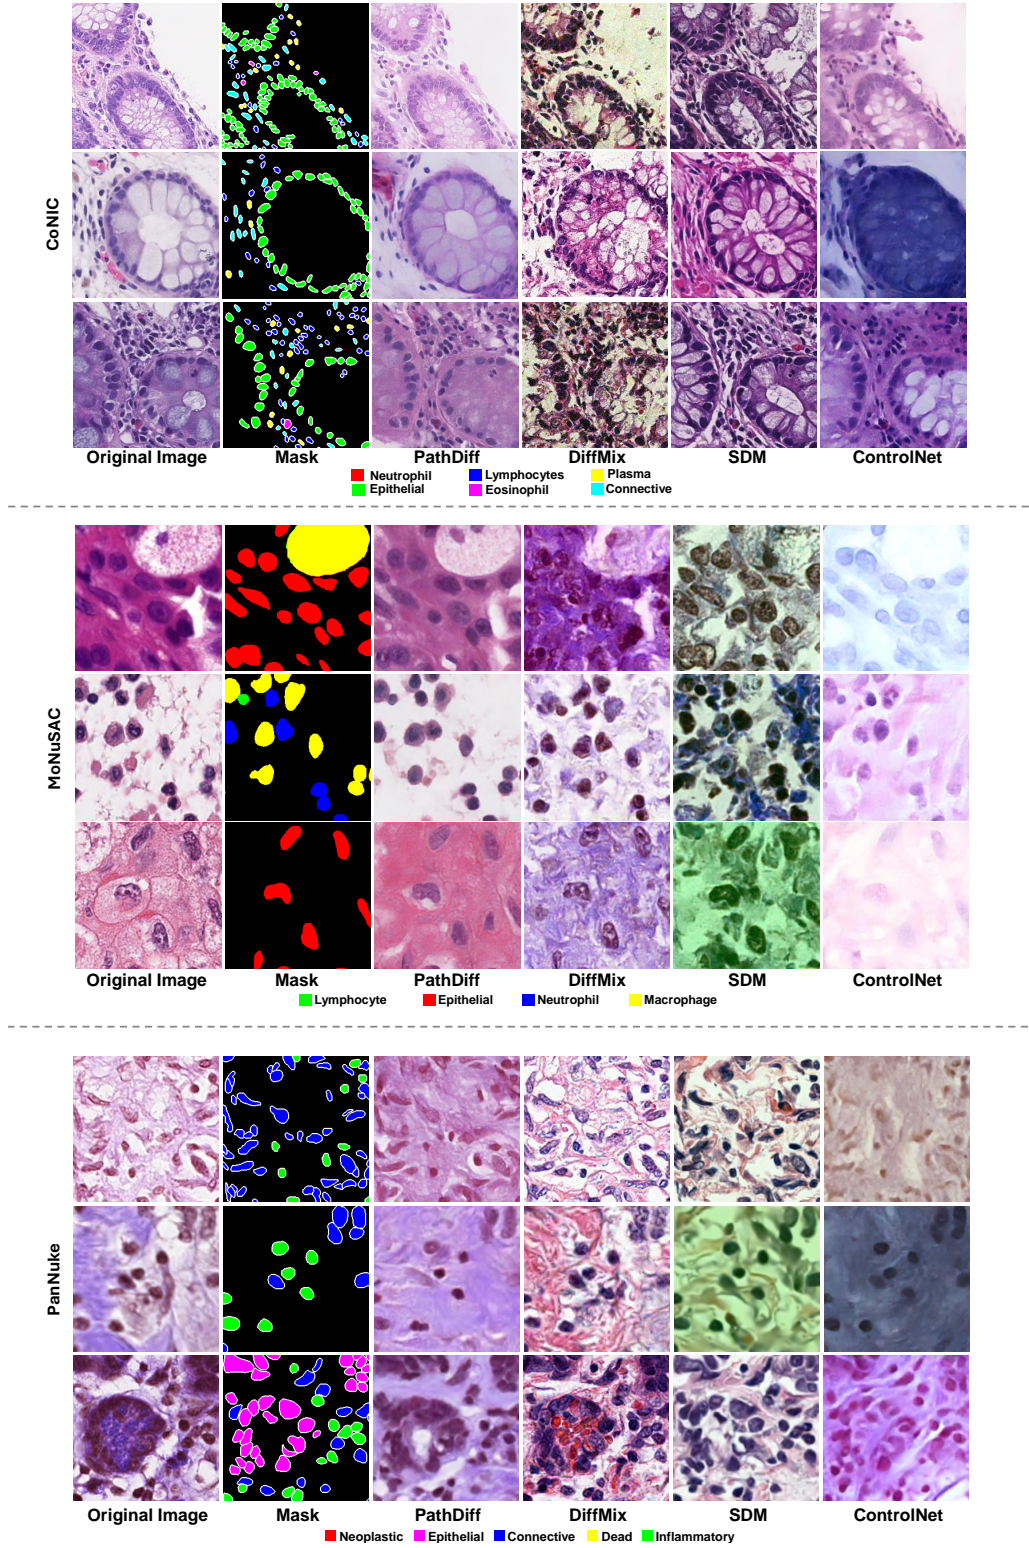 CoNIC
Original Image Mask PathDiff DiffMix SDM ControlNet
Neutrophil Lymphocytes Plasma
Epithelial Eosinophil Connective
MoNuSAC
Original Image Mask PathDiff DiffMix SDM ControlNet
Lymphocyte Epithelial Neutrophil Macrophage
PanNuke
Original Image Mask PathDiff DiffMix SDM ControlNet
Neoplastic Epithelial Connective Dead Inflammatory